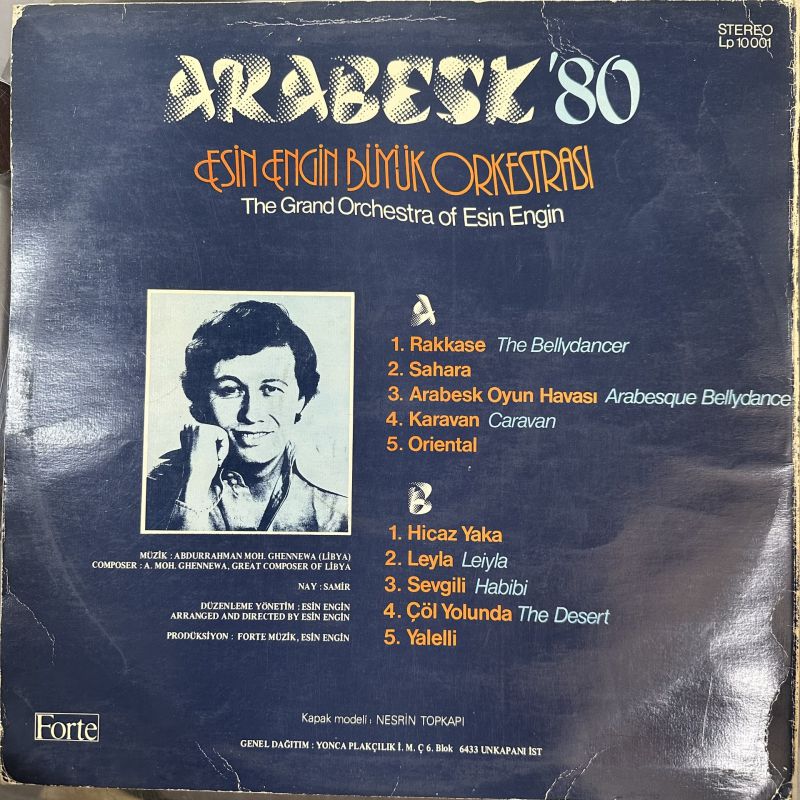 STEREO
Lp 10 001
ARABESK '80
ESİN ENGİN BÜYÜK ORKESTRASI
The Grand Orchestra of Esin Engin
A
1. Rakkase The Bellydancer
2. Sahara
3. Arabesk Oyun Havası Arabesque Bellydance
4. Karavan Caravan
5. Oriental
B
1. Hicaz Yaka
2. Leyla Leiyla
3. Sevgili Habibi
4. Çöl Yolunda The Desert
5. Yalelli
MÜZİK : ABDURRAHMAN MOH. GHENNEWA (LİBYA)
COMPOSER : A. MOH. GHENNEWA, GREAT COMPOSER OF LİBYA
NAY : SAMİR
DÜZENLEME YÖNETİM : ESİN ENGİN
ARRANGED AND DIRECTED BY ESİN ENGİN
PRODÜKSİYON : FORTE MÜZİK, ESİN ENGİN
Kapak modeli : NESRİN TOPKAPI
Forte
GENEL DAĞITIM : YONCA PLAKÇILIK İ. M. Ç 6. Blok 6433 UNKAPANI İST